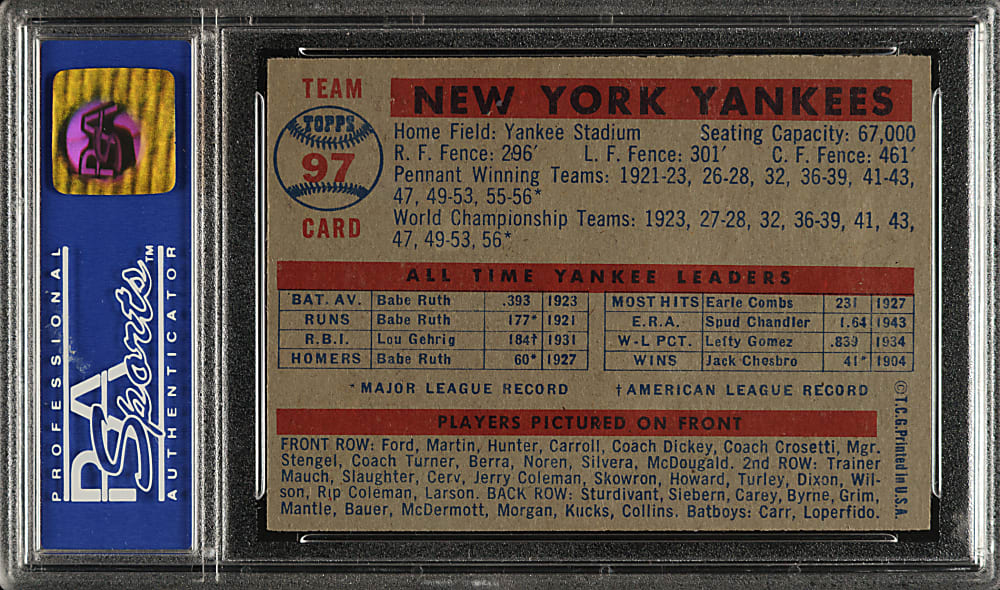 PSA
PROFESSIONAL
PSA
Sports™
AUTHENTICATOR
TEAM
TOPPS
97
CARD
NEW YORK YANKEES
Home Field: Yankee Stadium Seating Capacity: 67,000
R. F. Fence: 296′ L. F. Fence: 301′ C. F. Fence: 461′
Pennant Winning Teams: 1921-23, 26-28, 32, 36-39, 41-43,
47, 49-53, 55-56*
World Championship Teams: 1923, 27-28, 32, 36-39, 41, 43,
47, 49-53, 56*
ALL TIME YANKEE LEADERS
BAT. AV. Babe Ruth .393 1923 MOST HITS Earle Combs 231 1927
RUNS Babe Ruth 177* 1921 E.R.A. Spud Chandler 1.64 1943
R.B.I. Lou Gehrig 184† 1931 W-L PCT. Lefty Gomez .839 1934
HOMERS Babe Ruth 60* 1927 WINS Jack Chesbro 41* 1904
*MAJOR LEAGUE RECORD †AMERICAN LEAGUE RECORD
PLAYERS PICTURED ON FRONT
FRONT ROW: Ford, Martin, Hunter, Carroll, Coach Dickey, Coach Crosetti, Mgr.
Stengel, Coach Turner, Berra, Noren, Silvera, McDougald. 2nd ROW: Trainer
Mauch, Slaughter, Cerv, Jerry Coleman, Skowron, Howard, Turley, Dixon, Wil-
son, Rip Coleman, Larson. BACK ROW: Sturdivant, Siebern, Carey, Byrne, Grim,
Mantle, Bauer, McDermott, Morgan, Kucks, Collins. Batboys: Carr, Loperfido.
© T.C.G. Printed in U.S.A.